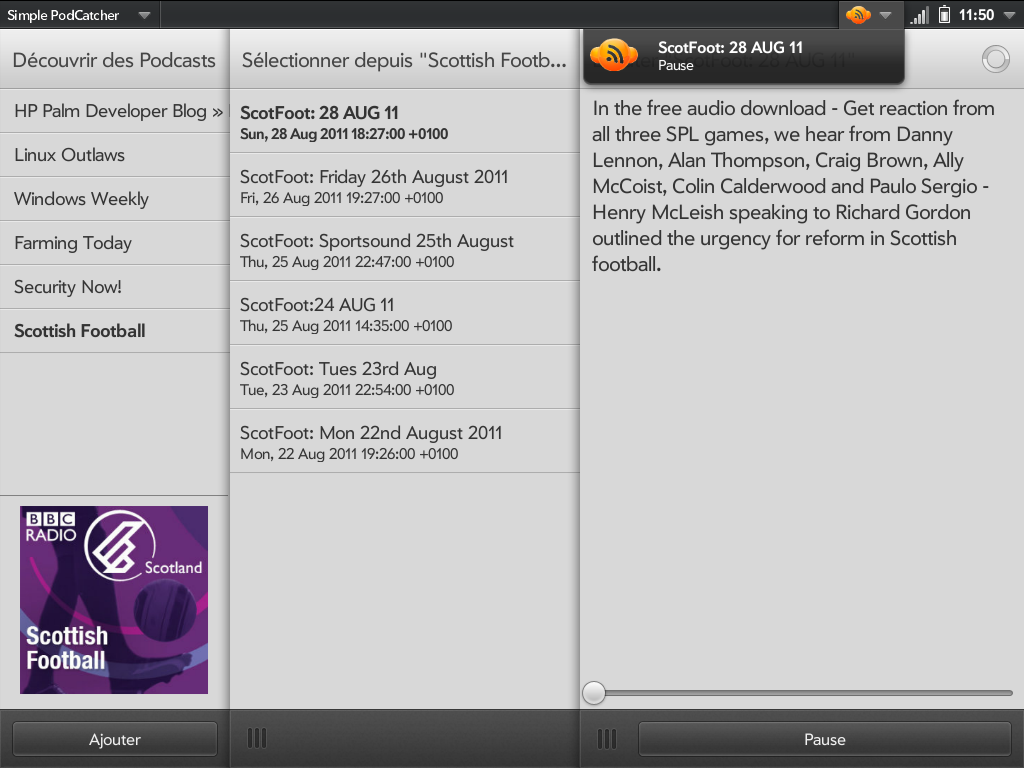 Simple PodCatcher
11:50
Découvrir des Podcasts
HP Palm Developer Blog »
Linux Outlaws
Windows Weekly
Farming Today
Security Now!
Scottish Football
BBC
RADIO
Scotland
Scottish
Football
Ajouter
Sélectionner depuis "Scottish Footb...
ScotFoot: 28 AUG 11
Sun, 28 Aug 2011 18:27:00 +0100
ScotFoot: Friday 26th August 2011
Fri, 26 Aug 2011 19:27:00 +0100
ScotFoot: Sportsound 25th August
Thu, 25 Aug 2011 22:47:00 +0100
ScotFoot:24 AUG 11
Thu, 25 Aug 2011 14:35:00 +0100
ScotFoot: Tues 23rd Aug
Tue, 23 Aug 2011 22:54:00 +0100
ScotFoot: Mon 22nd August 2011
Mon, 22 Aug 2011 19:26:00 +0100
ScotFoot: 28 AUG 11
Pause
In the free audio download - Get reaction from
all three SPL games, we hear from Danny
Lennon, Alan Thompson, Craig Brown, Ally
McCoist, Colin Calderwood and Paulo Sergio -
Henry McLeish speaking to Richard Gordon
outlined the urgency for reform in Scottish
football.
Pause